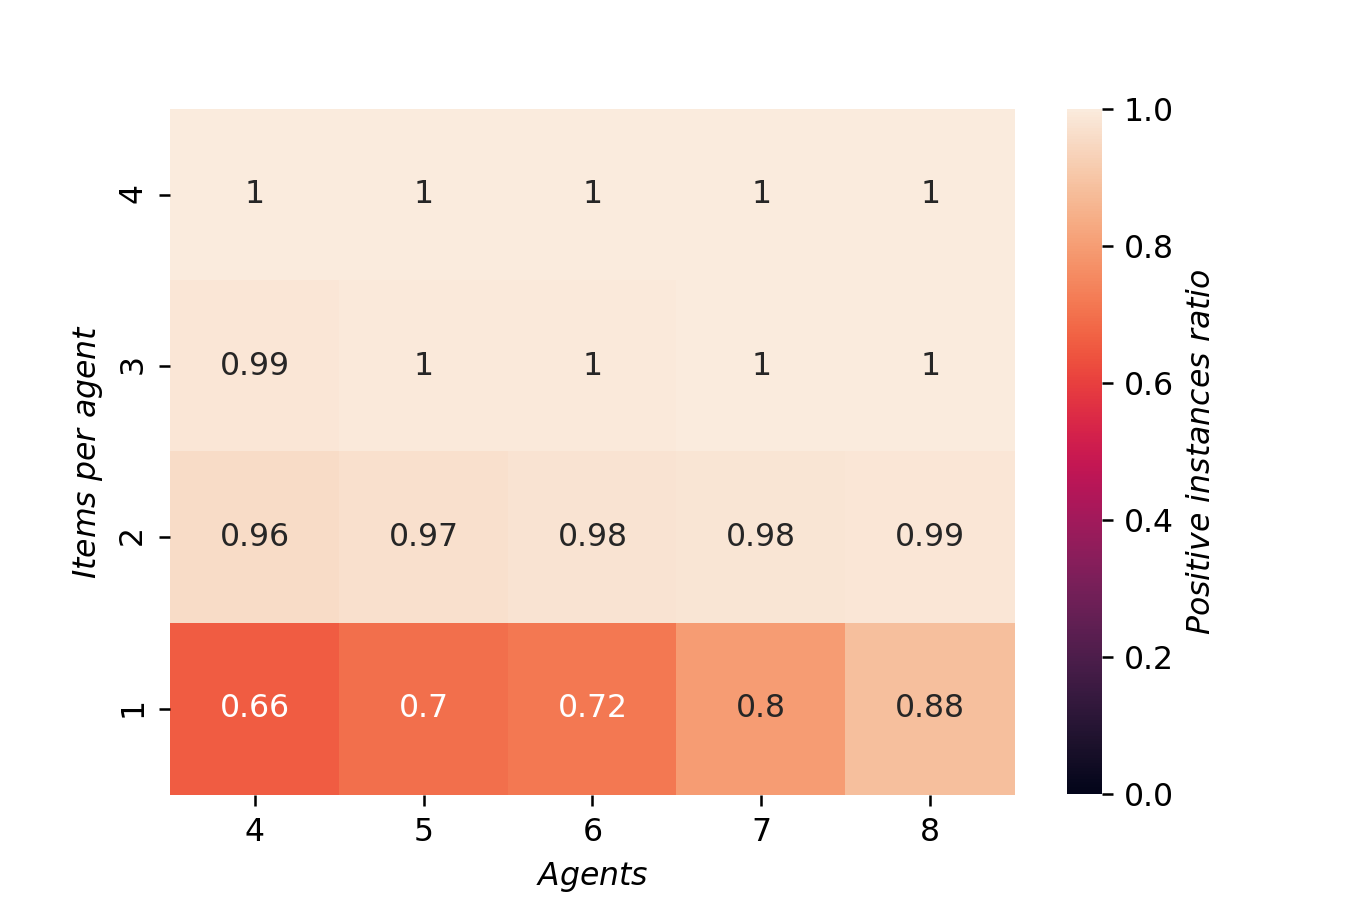 4 1 1 1 1 1
3 0.99 1 1 1 1
2 0.96 0.97 0.98 0.98 0.99
1 0.66 0.7 0.72 0.8 0.88
4 5 6 7 8
Agents
Items per agent
1.0
0.8
0.6
0.4
0.2
0.0
Positive instances ratio